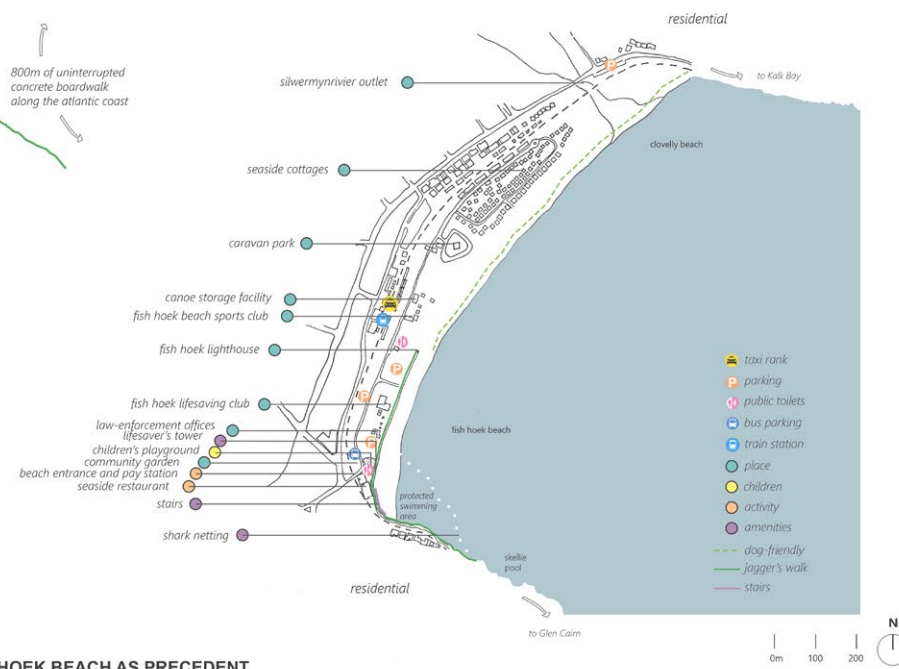 residential
800m of uninterrupted
concrete boardwalk
along the atlantic coast
silwermynrivier outlet
P
to Kalk Bay
clovelly beach
seaside cottages
caravan park
canoe storage facility
fish hoek beach sports club
fish hoek lighthouse
P
P
fish hoek lifesaving club
law-enforcement offices
lifesaver's tower
P
children's playground
community garden
beach entrance and pay station
seaside restaurant
stairs
shark netting
fish hoek beach
protected
swimming
area
skellie
pool
residential
to Glen Cairn
taxi rank
P parking
public toilets
bus parking
train station
place
children
activity
amenities
dog-friendly
jagger's walk
stairs
N
0m 100 200
HOEK BEACH AS PRECEDENT